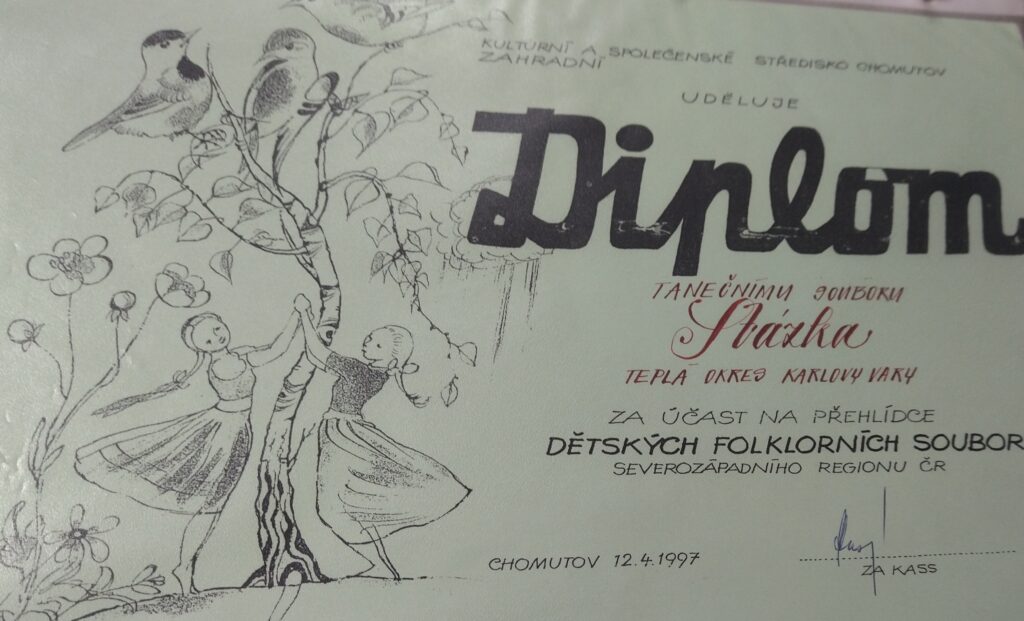 KULTURNÍ A SPOLEČENSKÉ STŘEDISKO CHOMUTOV
ZAHRADNÍ
UDĚLUJE
Diplom
TANEČNÍMU SOUBORU
Stázka
TEPLÁ OKRES KARLOVY VARY
ZA ÚČAST NA PŘEHLÍDCE
DĚTSKÝCH FOLKLORNÍCH SOUBOR
SEVEROZÁPADNÍHO REGIONU ČR
CHOMUTOV 12.4.1997
ZA KASS